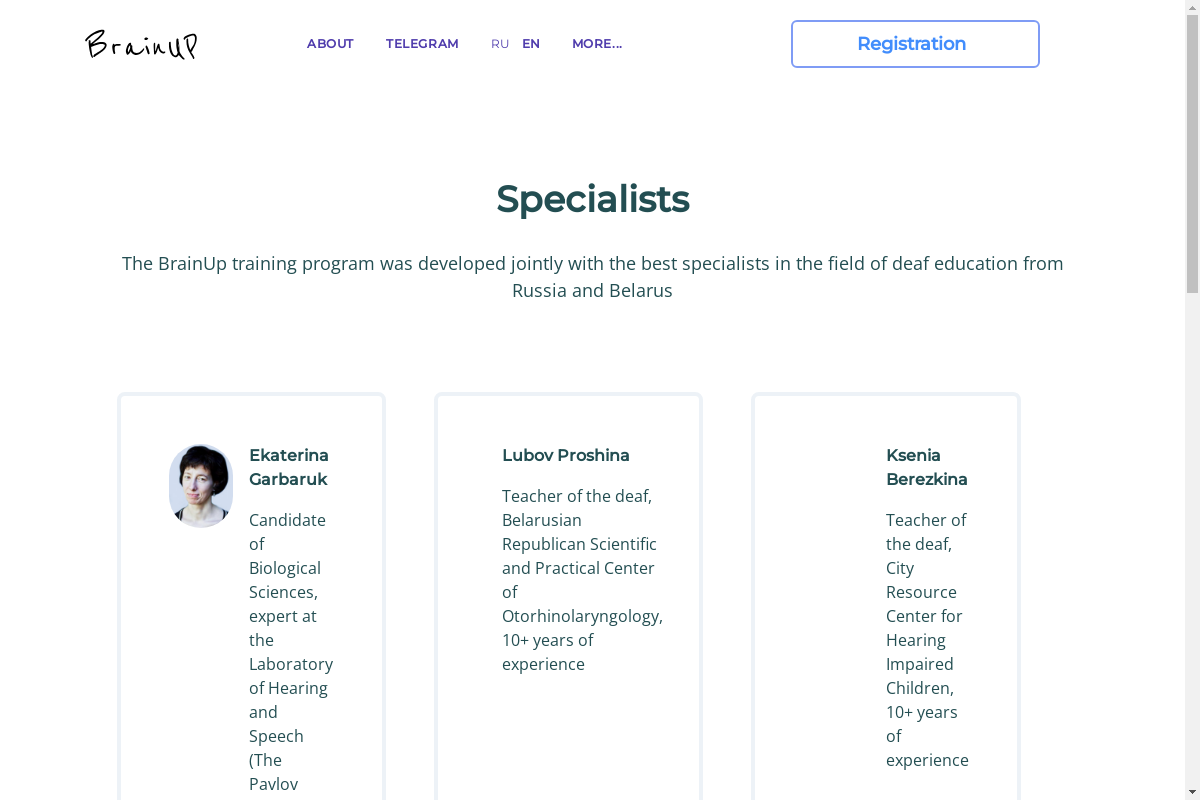 BrainUP
ABOUT
TELEGRAM
RU
EN
MORE...
Registration
Specialists
The BrainUp training program was developed jointly with the best specialists in the field of deaf education from
Russia and Belarus
Ekaterina
Garbaruk
Candidate
of
Biological
Sciences,
expert at
the
Laboratory
of Hearing
and
Speech
(The
Pavlov
Lubov Proshina
Teacher of the deaf,
Belarusian
Republican Scientific
and Practical Center
of
Otorhinolaryngology,
10+ years of
experience
Ksenia
Berezkina
Teacher of
the deaf,
City
Resource
Center for
Hearing
Impaired
Children,
10+ years
of
experience